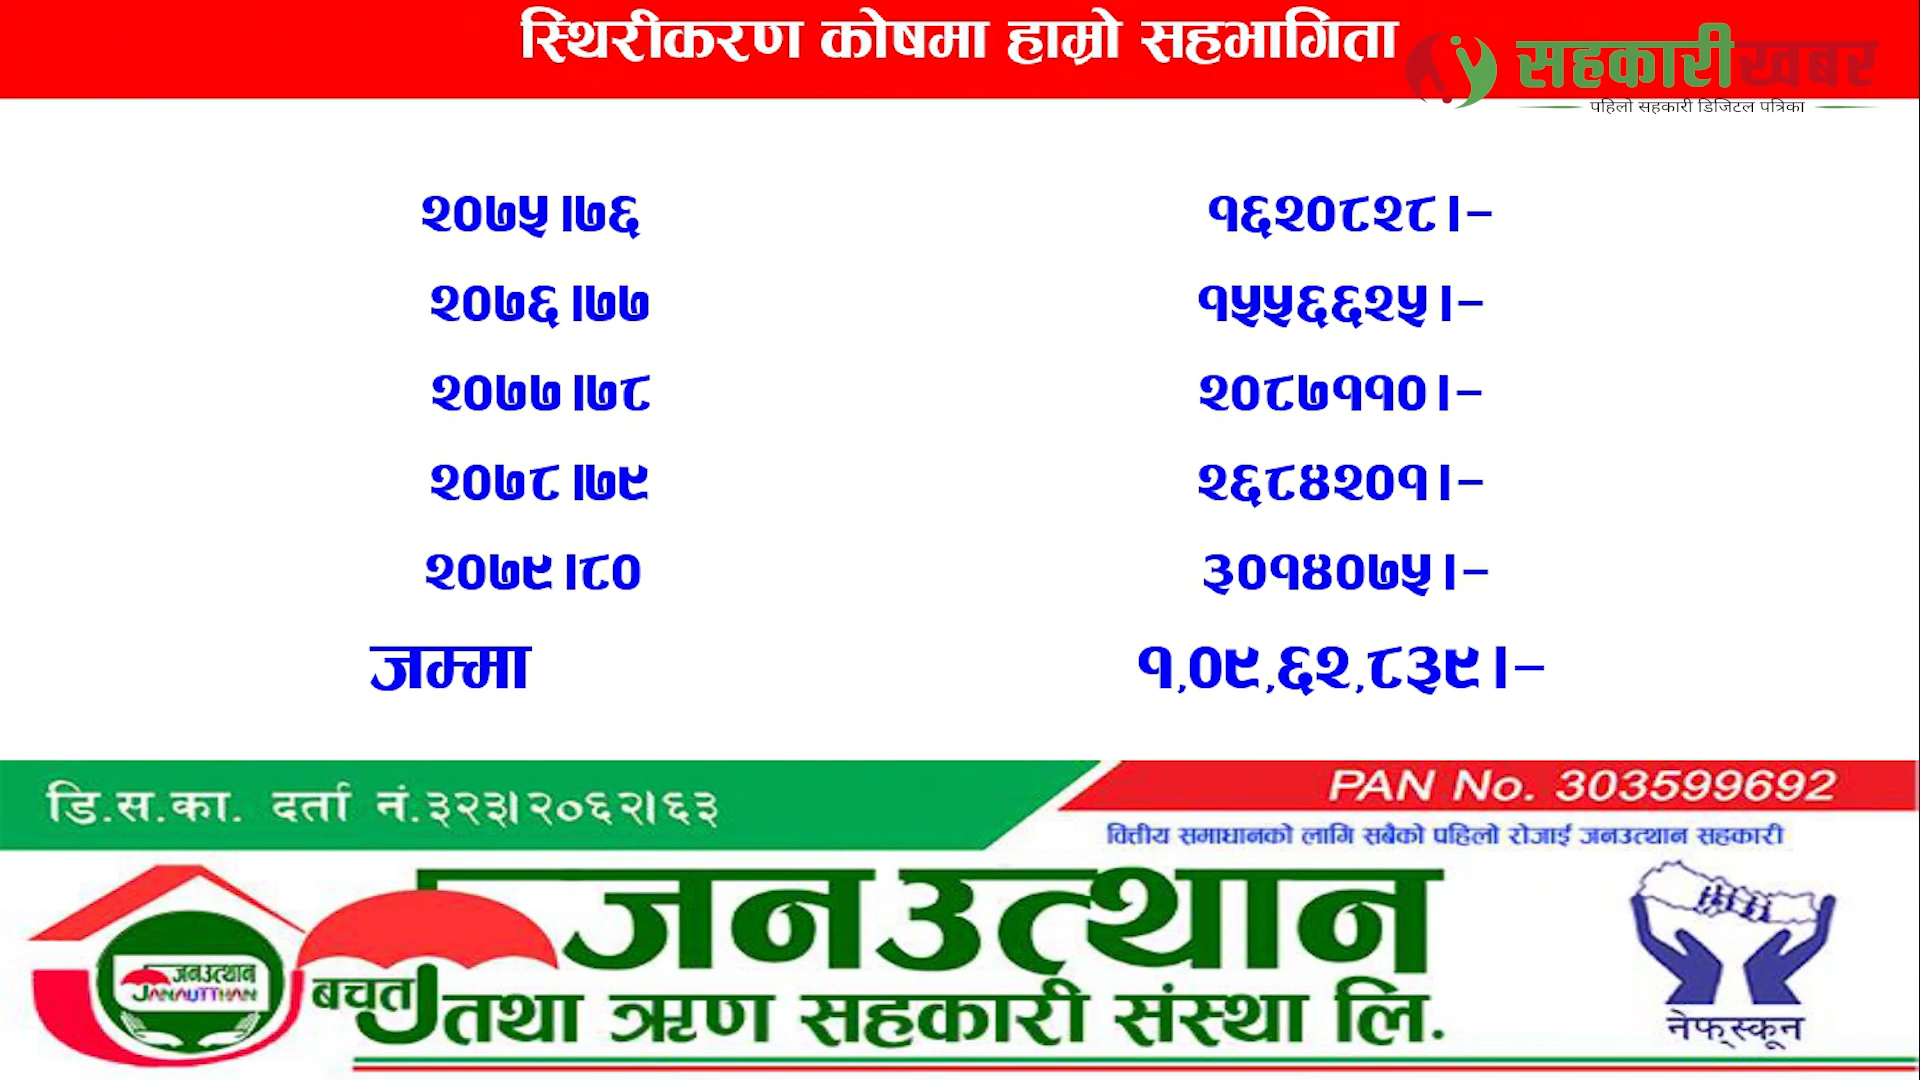 स्थिरीकरण कोषमा हाम्रो सहभागिता
सहकारीखबर
पहिलो सहकारी डिजिटल पत्रिका
२०७५।७६ १६२०८२८।-
२०७६।७७ १५५६६२५।-
२०७७।७८ २०८७११०।-
२०७८।७९ २६८४२०१।-
२०७९।८० ३०१४०७५।-
जम्मा १,०९,६२,८३९।-
डि.स.का. दर्ता नं.३२३।२०६२।६३
PAN No. 303599692
वित्तीय समाधानको लागि सबैको पहिलो रोजाई जनउत्थान सहकारी
जनउत्थान
बचत तथा ऋण सहकारी संस्था लि.
जनउत्थान
JANAUTTHAN
नेफ्स्कून